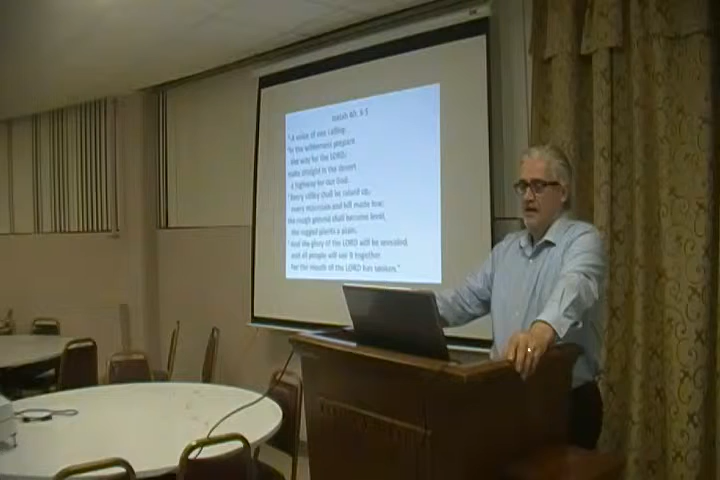 Isaiah 40: 3-5
"A voice of one calling:
"In the wilderness prepare
the way for the LORD;
make straight in the desert
a highway for our God.
Every valley shall be raised up,
every mountain and hill made low;
the rough ground shall become level,
the rugged places a plain.
And the glory of the LORD will be revealed,
and all people will see it together.
For the mouth of the LORD has spoken."